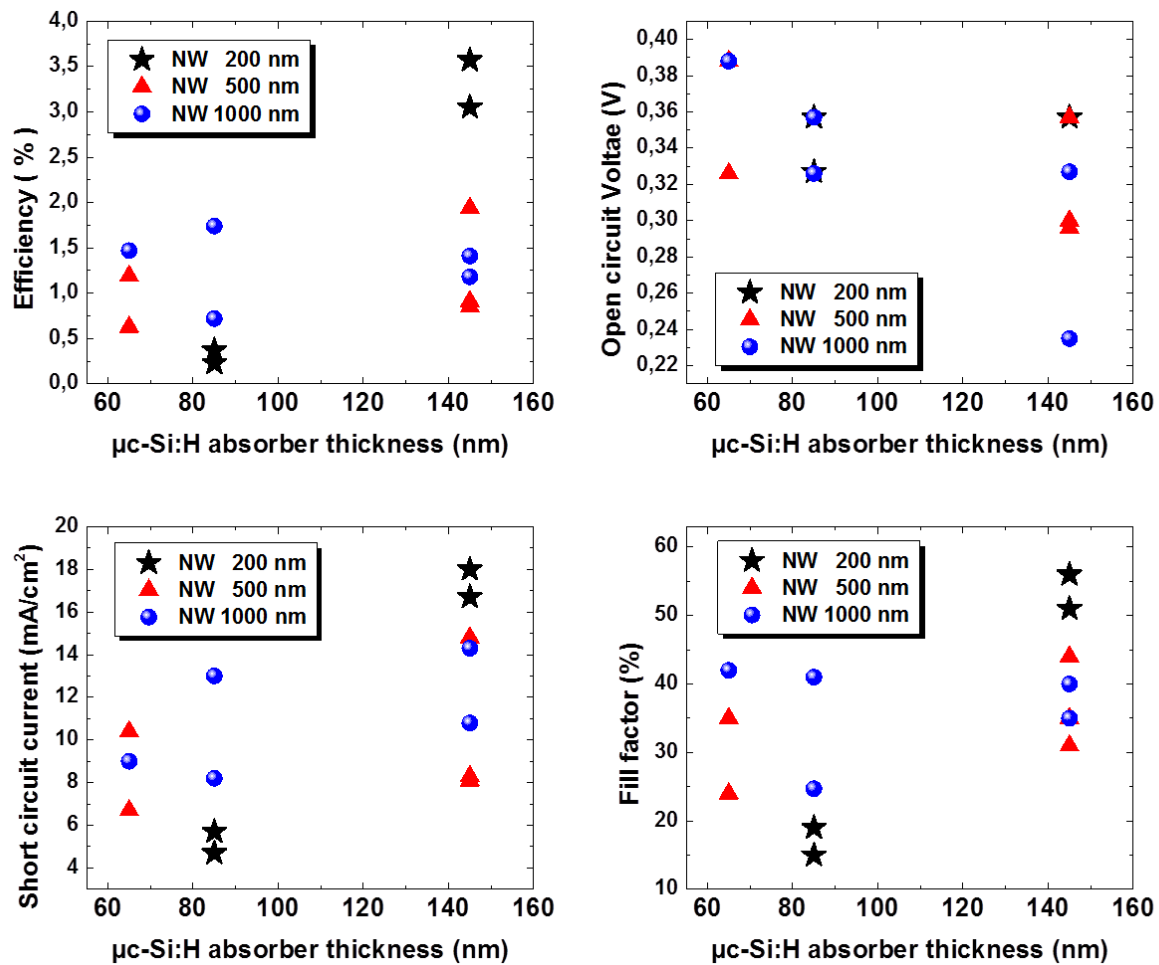 4,0
3,5
3,0
2,5
2,0
1,5
1,0
0,5
0,0
Efficiency ( % )
NW 200 nm
NW 500 nm
NW 1000 nm
60 80 100 120 140 160
µc-Si:H absorber thickness (nm)
0,40
0,38
0,36
0,34
0,32
0,30
0,28
0,26
0,24
0,22
Open circuit Voltae (V)
NW 200 nm
NW 500 nm
NW 1000 nm
60 80 100 120 140 160
µc-Si:H absorber thickness (nm)
20
18
16
14
12
10
8
6
4
Short circuit current (mA/cm²)
NW 200 nm
NW 500 nm
NW 1000 nm
60 80 100 120 140 160
µc-Si:H absorber thickness (nm)
60
50
40
30
20
10
Fill factor (%)
NW 200 nm
NW 500 nm
NW 1000 nm
60 80 100 120 140 160
µc-Si:H absorber thickness (nm)